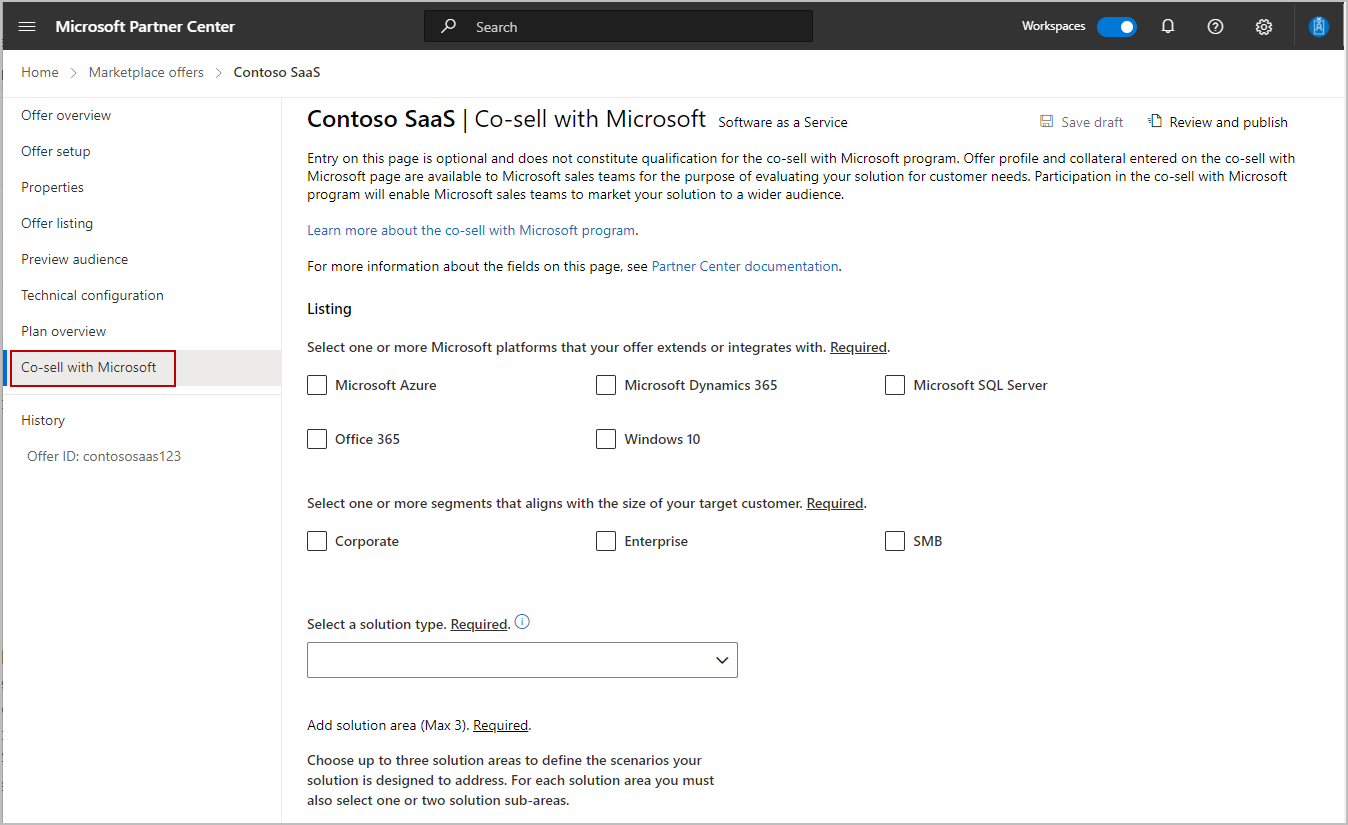 Microsoft Partner Center
Search
Workspaces
Home > Marketplace offers > Contoso SaaS
Offer overview
Offer setup
Properties
Offer listing
Preview audience
Technical configuration
Plan overview
Co-sell with Microsoft
History
Offer ID: contososaas123
Contoso SaaS | Co-sell with Microsoft Software as a Service
Save draft
Review and publish
Entry on this page is optional and does not constitute qualification for the co-sell with Microsoft program. Offer profile and collateral entered on the co-sell with
Microsoft page are available to Microsoft sales teams for the purpose of evaluating your solution for customer needs. Participation in the co-sell with Microsoft
program will enable Microsoft sales teams to market your solution to a wider audience.
Learn more about the co-sell with Microsoft program.
For more information about the fields on this page, see Partner Center documentation.
Listing
Select one or more Microsoft platforms that your offer extends or integrates with. Required.
Microsoft Azure
Microsoft Dynamics 365
Microsoft SQL Server
Office 365
Windows 10
Select one or more segments that aligns with the size of your target customer. Required.
Corporate
Enterprise
SMB
Select a solution type. Required.
Add solution area (Max 3). Required.
Choose up to three solution areas to define the scenarios your
solution is designed to address. For each solution area you must
also select one or two solution sub-areas.